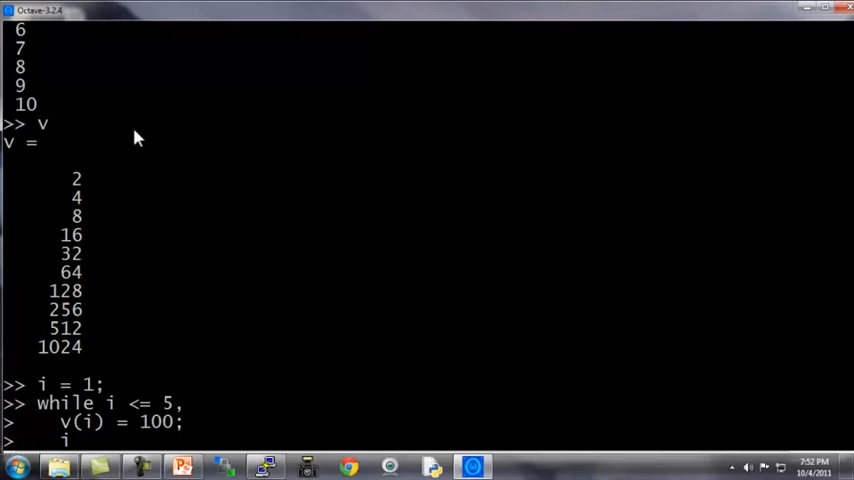 Octave-3.2.4
6
7
8
9
10
>> v
v =
2
4
8
16
32
64
128
256
512
1024
>> i = 1;
>> while i <= 5,
>    v(i) = 100;
>    i
7:52 PM
10/4/2011